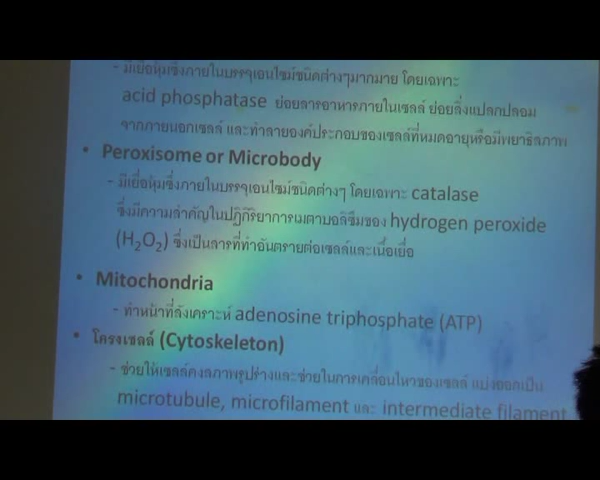 - มีเยื่อหุ้มซึ่งภายในบรรจุเอนไซม์ชนิดต่างๆมากมาย โดยเฉพาะ
acid phosphatase ย่อยสารอาหารภายในเซลล์ ย่อยสิ่งแปลกปลอม
จากภายนอกเซลล์ และทำลายองค์ประกอบของเซลล์ที่หมดอายุหรือมีพยาธิสภาพ
• Peroxisome or Microbody
- มีเยื่อหุ้มซึ่งภายในบรรจุเอนไซม์ชนิดต่างๆ โดยเฉพาะ catalase
ซึ่งมีความสำคัญในปฏิกิริยาการเมตาบอลิซึมของ hydrogen peroxide
(H₂O₂) ซึ่งเป็นสารที่ทำอันตรายต่อเซลล์และเนื้อเยื่อ
• Mitochondria
- ทำหน้าที่สังเคราะห์ adenosine triphosphate (ATP)
• โครงเซลล์ (Cytoskeleton)
- ช่วยให้เซลล์คงสภาพรูปร่างและช่วยในการเคลื่อนไหวของเซลล์ แบ่งออกเป็น
microtubule, microfilament และ intermediate filament